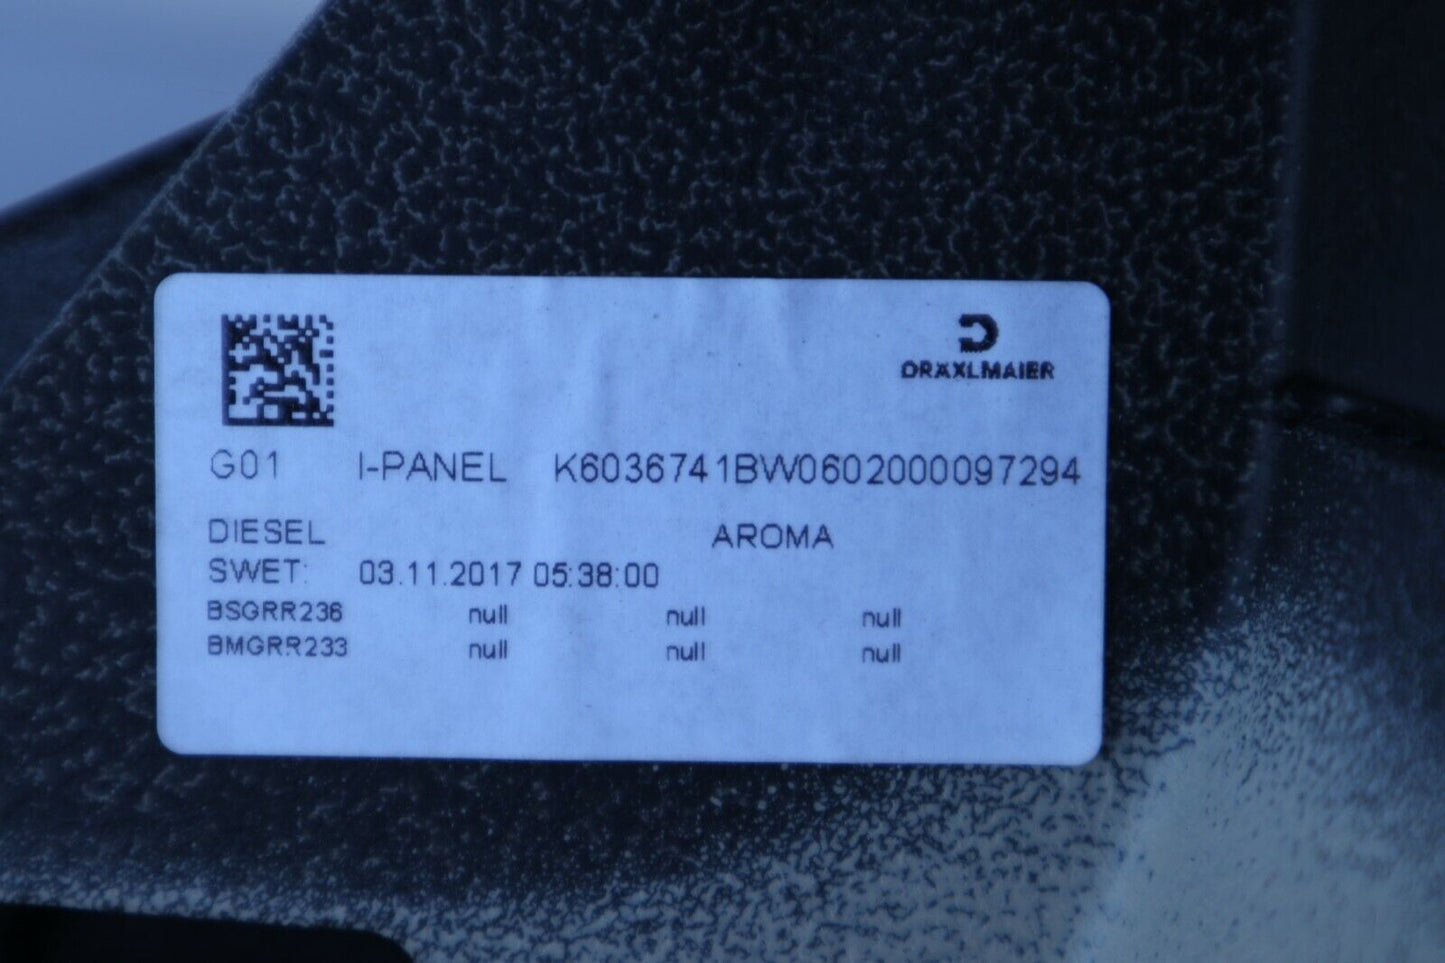 DRÄXLMAIER
G01 I-PANEL K6036741BW0602000097294
DIESEL AROMA
SWET: 03.11.2017 05:38:00
BSGRR236 null null null
BMGRR233 null null null